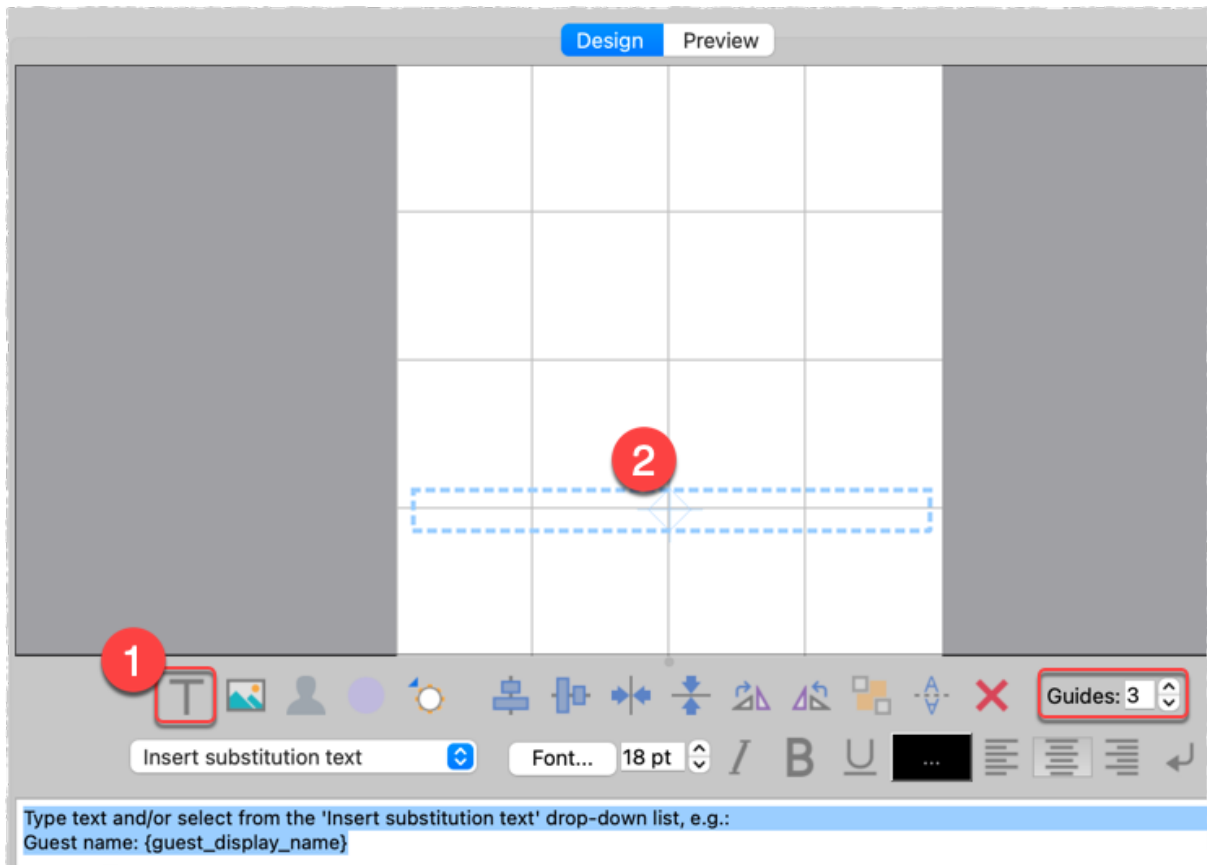 Design Preview
2
1
T Guides: 3
Insert substitution text Font... 18 pt I B U ...
Type text and/or select from the 'Insert substitution text' drop-down list, e.g.:
Guest name: {guest_display_name}